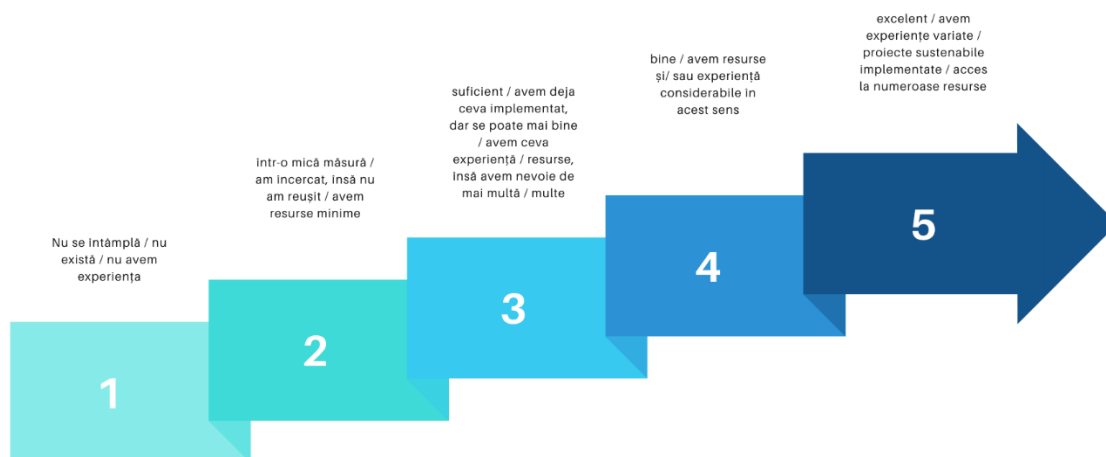 Nu se întâmplă / nu
există / nu avem
experiența
1
într-o mică măsură /
am încercat, însă nu
am reușit / avem
resurse minime
2
suficient / avem deja
ceva implementat,
dar se poate mai bine
/ avem ceva
experiență / resurse,
însă avem nevoie de
mai multă / multe
3
bine / avem resurse
și/ sau experiență
considerabile în
acest sens
4
excelent / avem
experiențe variate /
proiecte sustenabile
implementate / acces
la numeroase resurse
5